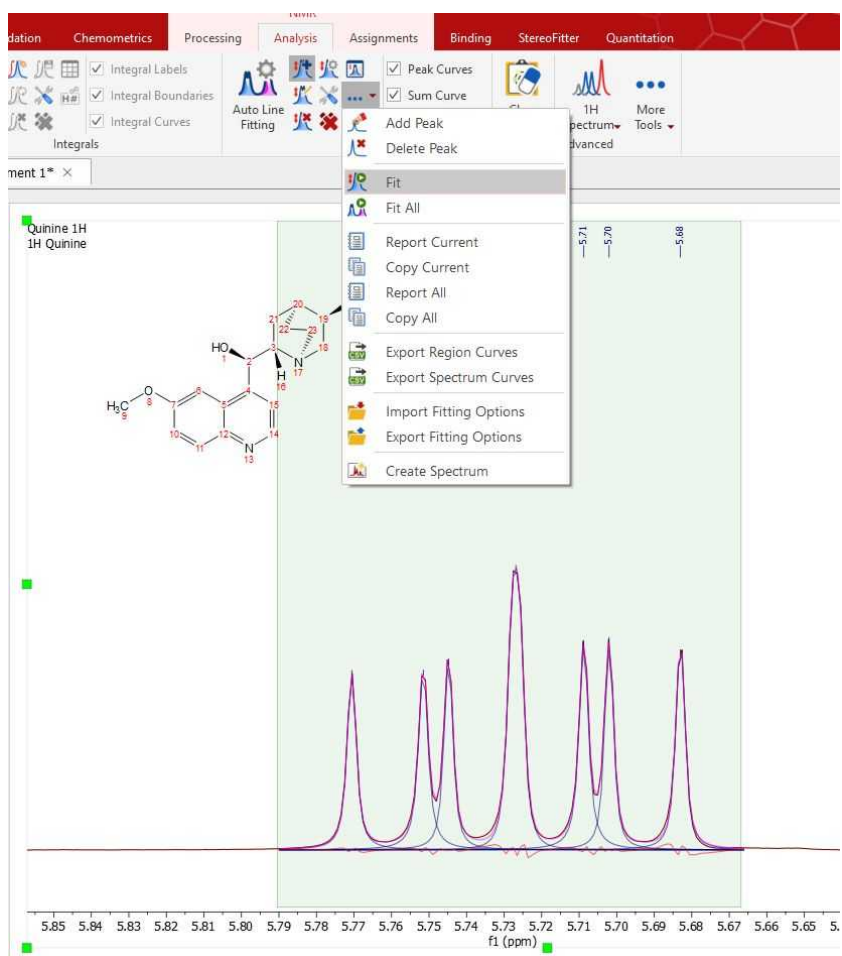 Chemometrics Processing Analysis Assignments Binding StereoFitter Quantitation
Integral Labels
Integral Boundaries
Integral Curves
Integrals
Auto Line
Fitting
Peak Curves
Sum Curve
1H
More
Tools
ment 1*
Add Peak
Delete Peak
Fit
Fit All
Report Current
Copy Current
Report All
Copy All
Export Region Curves
Export Spectrum Curves
Import Fitting Options
Export Fitting Options
Create Spectrum
Quinine 1H
1H Quinine
5.71
5.70
5.68
20
21
22
23
19
18
HO
1
2
3
N
17
H
16
O
8
H₃C
9
7
6
5
4
15
10
11
12
14
N
13
5.85 5.84 5.83 5.82 5.81 5.80 5.79 5.78 5.77 5.76 5.75 5.74 5.73 5.72 5.71 5.70 5.69 5.68 5.67 5.66 5.65 5.
f1 (ppm)